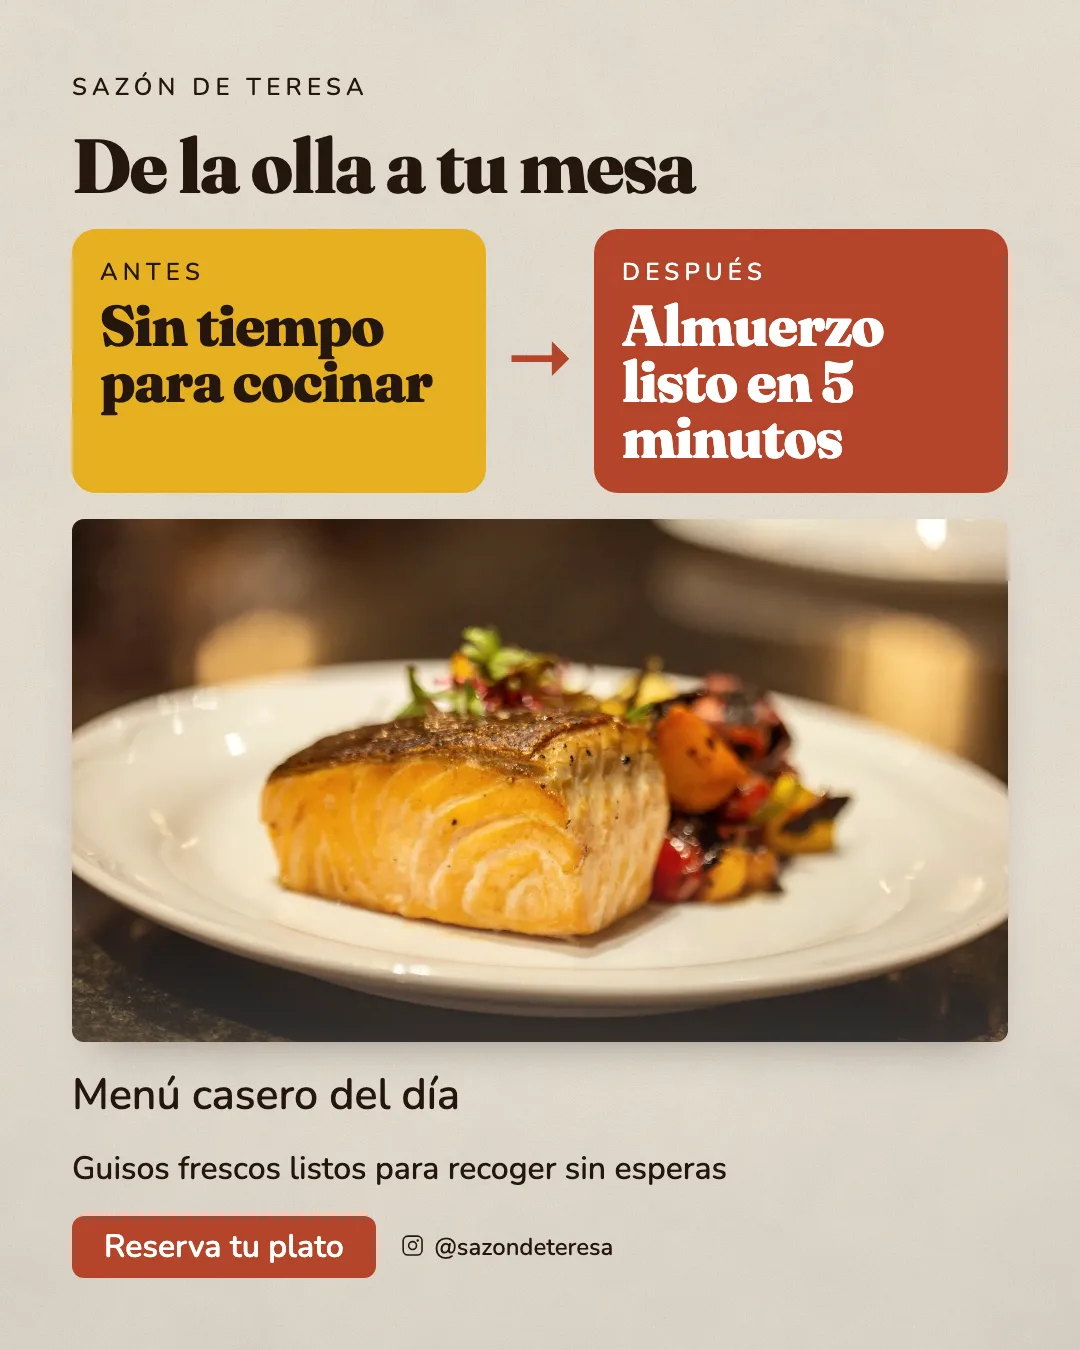 SAZÓN DE TERESA
De la olla a tu mesa
ANTES
Sin tiempo
para cocinar
DESPUÉS
Almuerzo
listo en 5
minutos
Menú casero del día
Guisos frescos listos para recoger sin esperas
Reserva tu plato
@sazondeteresa